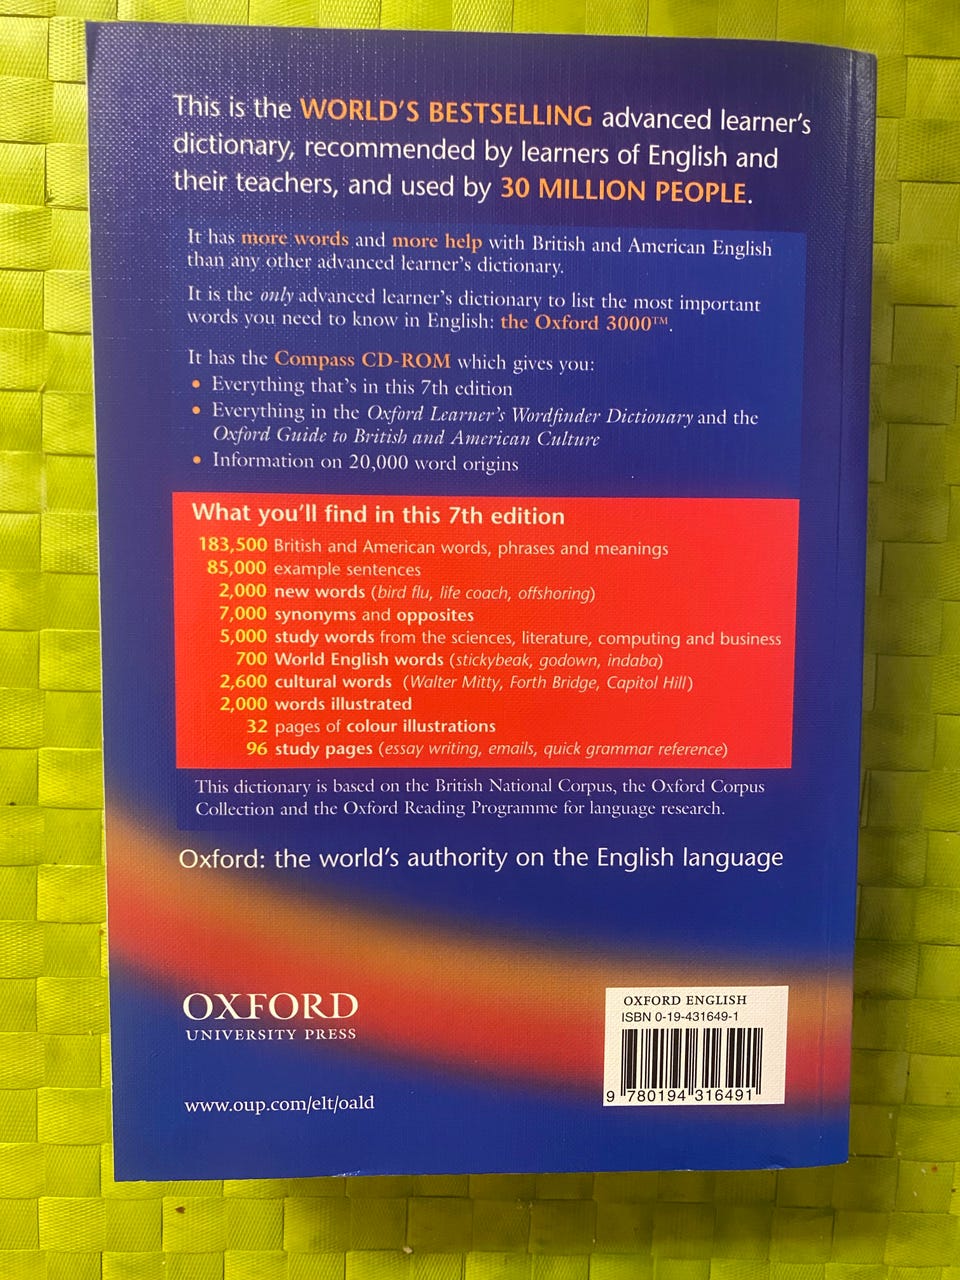 This is the WORLD'S BESTSELLING advanced learner's
dictionary, recommended by learners of English and
their teachers, and used by 30 MILLION PEOPLE.
It has more words and more help with British and American English
than any other advanced learner's dictionary.
It is the only advanced learner's dictionary to list the most important
words you need to know in English: the Oxford 3000™.
It has the Compass CD-ROM which gives you:
• Everything that's in this 7th edition
• Everything in the Oxford Learner's Wordfinder Dictionary and the
Oxford Guide to British and American Culture
• Information on 20,000 word origins
What you'll find in this 7th edition
183,500 British and American words, phrases and meanings
85,000 example sentences
2,000 new words (bird flu, life coach, offshoring)
7,000 synonyms and opposites
5,000 study words from the sciences, literature, computing and business
700 World English words (stickybeak, godown, indaba)
2,600 cultural words (Walter Mitty, Forth Bridge, Capitol Hill)
2,000 words illustrated
32 pages of colour illustrations
96 study pages (essay writing, emails, quick grammar reference)
This dictionary is based on the British National Corpus, the Oxford Corpus
Collection and the Oxford Reading Programme for language research.
Oxford: the world's authority on the English language
OXFORD
UNIVERSITY PRESS
www.oup.com/elt/oald
OXFORD ENGLISH
ISBN 0-19-431649-1
9 780194 316491